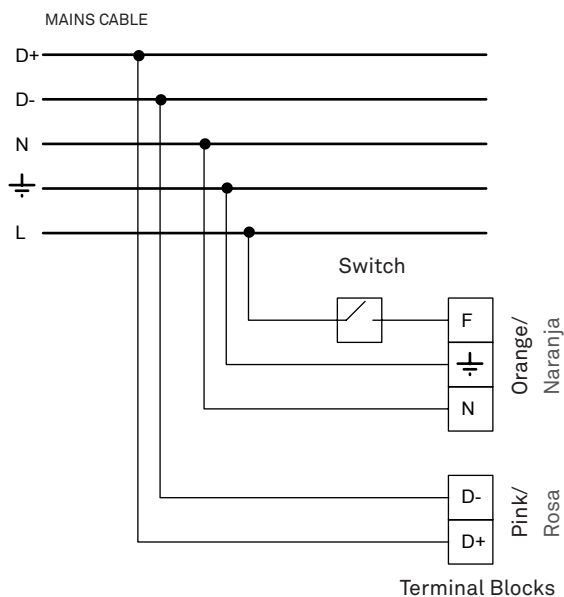 MAINS CABLE
D+
D-
N
L
Switch
F
N
Orange/
Naranja
D-
D+
Pink/
Rosa
Terminal Blocks